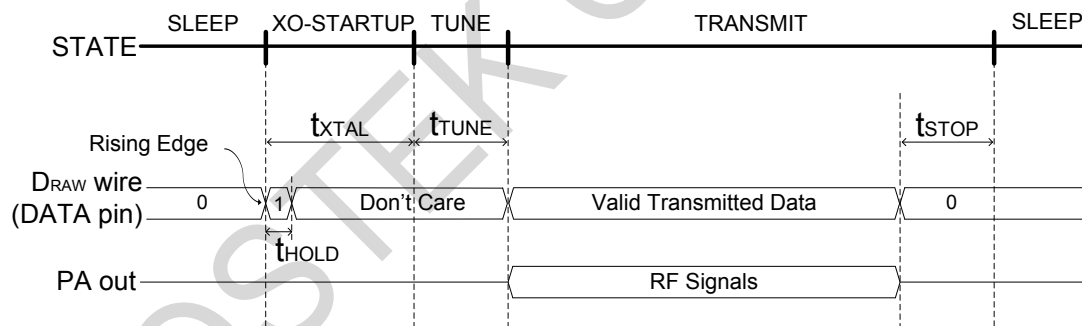 SLEEP XO-STARTUP TUNE TRANSMIT SLEEP
STATE
tXTAL tTUNE tSTOP
Rising Edge
DRAW wire
(DATA pin)
0 1 Don't Care Valid Transmitted Data 0
tHOLD
PA out RF Signals